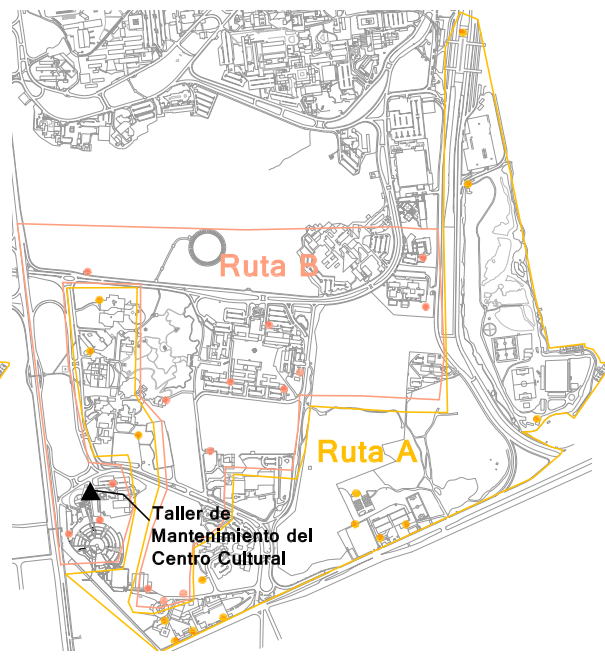 Ruta B
Ruta A
Taller de
Mantenimiento del
Centro Cultural